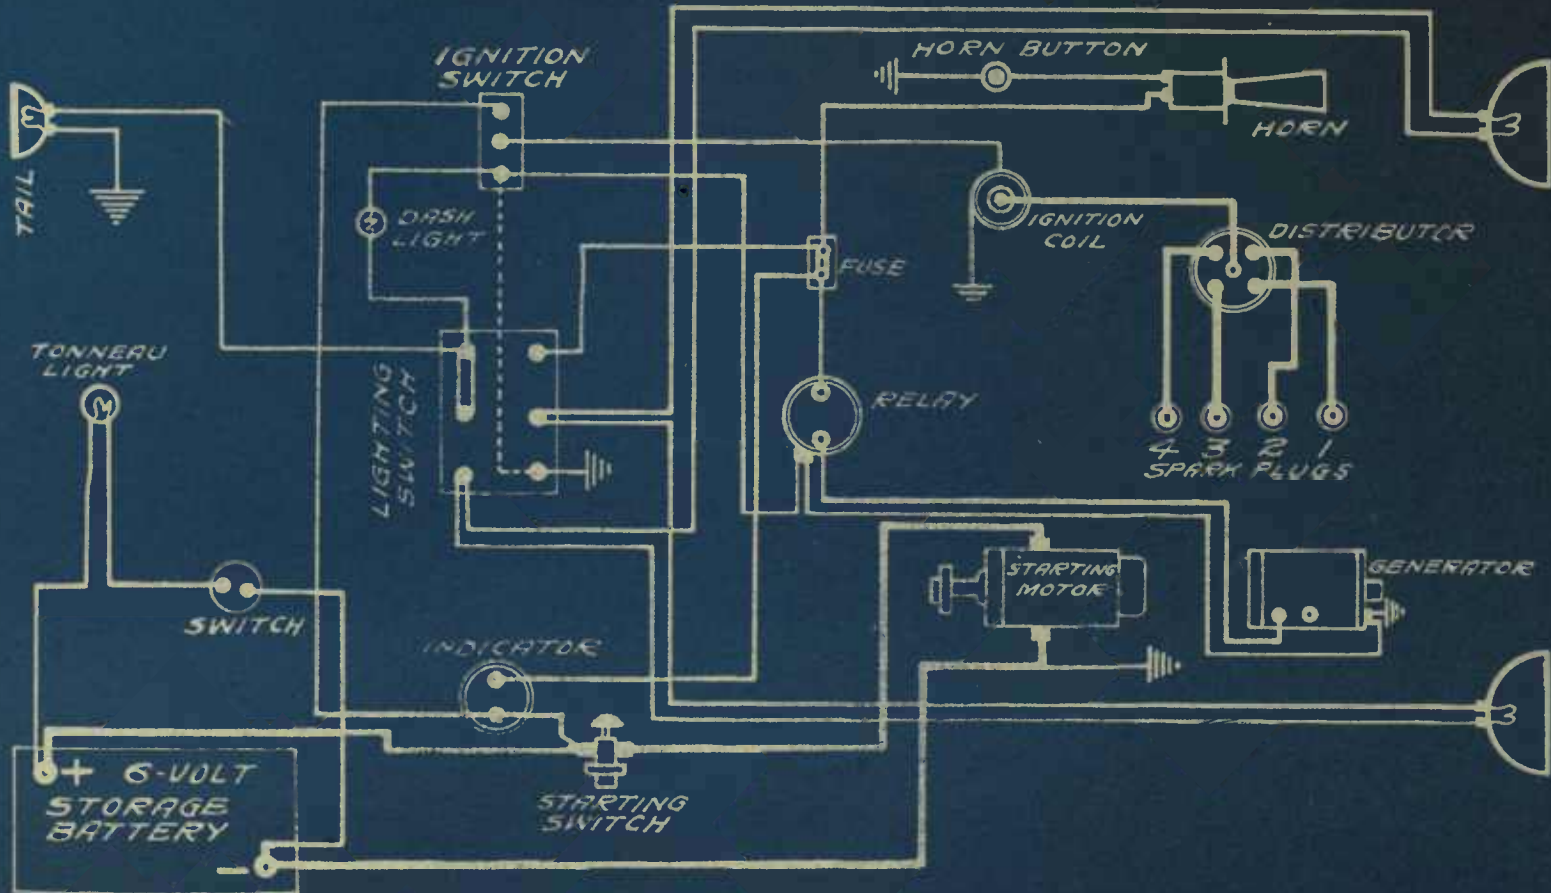 IGNITION
SWITCH
HORN BUTTON
HORN
TAIL
DASH
LIGHT
IGNITION
COIL
DISTRIBUTOR
FUSE
TONNEAU
LIGHT
LIGHTING
SWITCH
RELAY
4 3 2 1
SPARK PLUGS
SWITCH
INDICATOR
STARTING
MOTOR
GENERATOR
+ 6-VOLT
STORAGE
BATTERY
-
STARTING
SWITCH